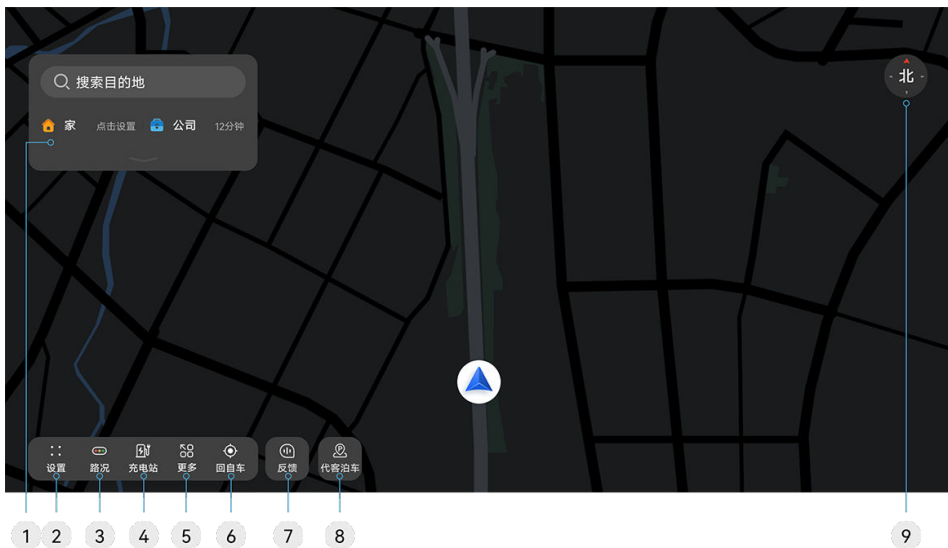 搜索目的地
家 点击设置 公司 12分钟
北
设置 路况 充电站 更多 回自车 反馈 代客泊车
1 2 3 4 5 6 7 8 9